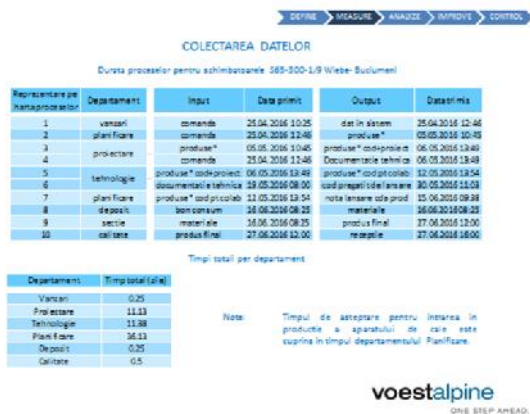 DEFINE MEASURE ANALIZE IMPROVE CONTROL
COLECTAREA DATELOR
Durata proceselor pentru schimbatoarele S65-300-1/9 Wiebe- Buciumeni
Reprezentare pe harta proceselor Departament Input Data primit Output Data trimis
1 vanzari comanda 25.04.2016 10:25 dat in sistem 25.04.2016 12:46
2 planificare comanda 25.04.2016 12:46 produse* 05.05.2016 10:45
3 proiectare produse* 05.05.2016 10:45 produse* cod+proiect 06.05.2016 13:49
4 comanda 25.04.2016 12:46 Documentatie tehnica 06.05.2016 13:49
5 tehnologie produse* cod+proiect 06.05.2016 13:49 produse* cod pt colab 12.05.2016 13:54
6 documentatie tehnica 19.05.2016 08:00 cod pregatit de lansare 30.05.2016 11:03
7 planificare produse* cod pt colab 12.05.2016 13:54 nota lansare cda prod 15.06.2016 09:38
8 deposit bon consum 16.06.2016 08:25 materiale 16.06.2016 08:25
9 sectie materiale 16.06.2016 08:25 produs final 27.06.2016 12:00
10 calitate produs final 27.06.2016 12:00 receptie 27.06.2016 16:00
Timpi totali per departament
Departament Timp total (zile)
Vanzari 0.25
Proiectare 11.13
Tehnologie 11.38
Planificare 36.13
Deposit 0.25
Calitate 0.5
Nota: Timpul de asteptare pentru intrarea in
productie a aparatului de cale este
cuprins in timpul departamentului Planificare.
voestalpine
ONE STEP AHEAD.